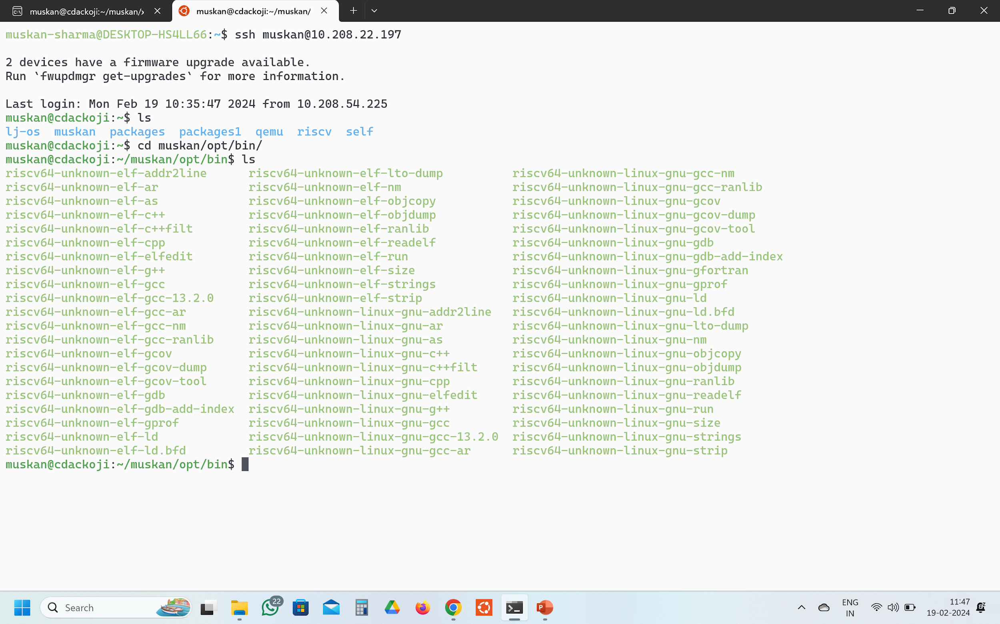 muskan@cdackoji:~/muskan/x
muskan@cdackoji:~/muskan/
muskan-sharma@DESKTOP-HS4LL66:~$ ssh muskan@10.208.22.197
2 devices have a firmware upgrade available.
Run `fwupdmgr get-upgrades` for more information.
Last login: Mon Feb 19 10:35:47 2024 from 10.208.54.225
muskan@cdackoji:~$ ls
lj-os  muskan  packages  packages1  qemu  riscv  self
muskan@cdackoji:~$ cd muskan/opt/bin/
muskan@cdackoji:~/muskan/opt/bin$ ls
riscv64-unknown-elf-addr2line riscv64-unknown-elf-lto-dump riscv64-unknown-linux-gnu-gcc-nm
riscv64-unknown-elf-ar riscv64-unknown-elf-nm riscv64-unknown-linux-gnu-gcc-ranlib
riscv64-unknown-elf-as riscv64-unknown-elf-objcopy riscv64-unknown-linux-gnu-gcov
riscv64-unknown-elf-c++ riscv64-unknown-elf-objdump riscv64-unknown-linux-gnu-gcov-dump
riscv64-unknown-elf-c++filt riscv64-unknown-elf-ranlib riscv64-unknown-linux-gnu-gcov-tool
riscv64-unknown-elf-cpp riscv64-unknown-elf-readelf riscv64-unknown-linux-gnu-gdb
riscv64-unknown-elf-elfedit riscv64-unknown-elf-run riscv64-unknown-linux-gnu-gdb-add-index
riscv64-unknown-elf-g++ riscv64-unknown-elf-size riscv64-unknown-linux-gnu-gfortran
riscv64-unknown-elf-gcc riscv64-unknown-elf-strings riscv64-unknown-linux-gnu-gprof
riscv64-unknown-elf-gcc-13.2.0 riscv64-unknown-elf-strip riscv64-unknown-linux-gnu-ld
riscv64-unknown-elf-gcc-ar riscv64-unknown-linux-gnu-addr2line riscv64-unknown-linux-gnu-ld.bfd
riscv64-unknown-elf-gcc-nm riscv64-unknown-linux-gnu-ar riscv64-unknown-linux-gnu-lto-dump
riscv64-unknown-elf-gcc-ranlib riscv64-unknown-linux-gnu-as riscv64-unknown-linux-gnu-nm
riscv64-unknown-elf-gcov riscv64-unknown-linux-gnu-c++ riscv64-unknown-linux-gnu-objcopy
riscv64-unknown-elf-gcov-dump riscv64-unknown-linux-gnu-c++filt riscv64-unknown-linux-gnu-objdump
riscv64-unknown-elf-gcov-tool riscv64-unknown-linux-gnu-cpp riscv64-unknown-linux-gnu-ranlib
riscv64-unknown-elf-gdb riscv64-unknown-linux-gnu-elfedit riscv64-unknown-linux-gnu-readelf
riscv64-unknown-elf-gdb-add-index riscv64-unknown-linux-gnu-g++ riscv64-unknown-linux-gnu-run
riscv64-unknown-elf-gprof riscv64-unknown-linux-gnu-gcc riscv64-unknown-linux-gnu-size
riscv64-unknown-elf-ld riscv64-unknown-linux-gnu-gcc-13.2.0 riscv64-unknown-linux-gnu-strings
riscv64-unknown-elf-ld.bfd riscv64-unknown-linux-gnu-gcc-ar riscv64-unknown-linux-gnu-strip
muskan@cdackoji:~/muskan/opt/bin$
Search
22
ENG
IN
11:47
19-02-2024